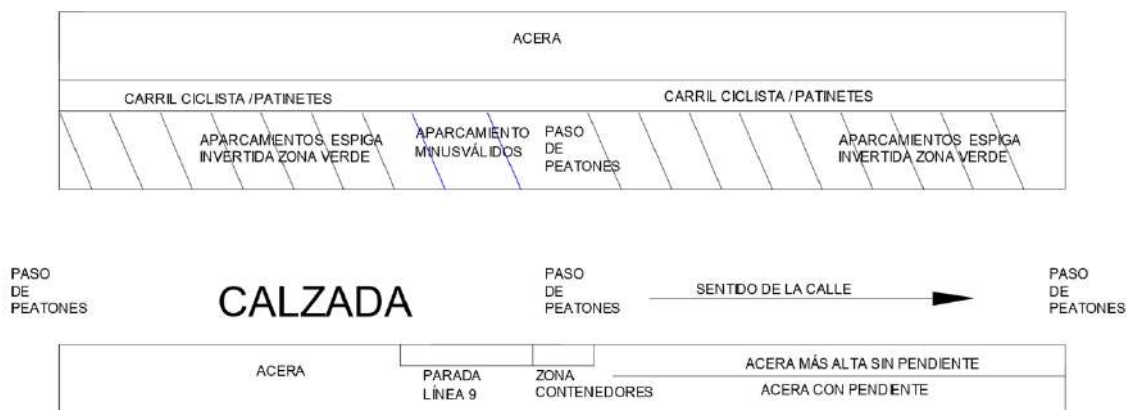 ACERA
CARRIL CICLISTA /PATINETES
CARRIL CICLISTA /PATINETES
APARCAMIENTOS ESPIGA
INVERTIDA ZONA VERDE
APARCAMIENTO
MINUSVÁLIDOS
PASO
DE
PEATONES
APARCAMIENTOS ESPIGA
INVERTIDA ZONA VERDE
PASO
DE
PEATONES
CALZADA
PASO
DE
PEATONES
SENTIDO DE LA CALLE
PASO
DE
PEATONES
ACERA
PARADA
LÍNEA 9
ZONA
CONTENEDORES
ACERA MÁS ALTA SIN PENDIENTE
ACERA CON PENDIENTE